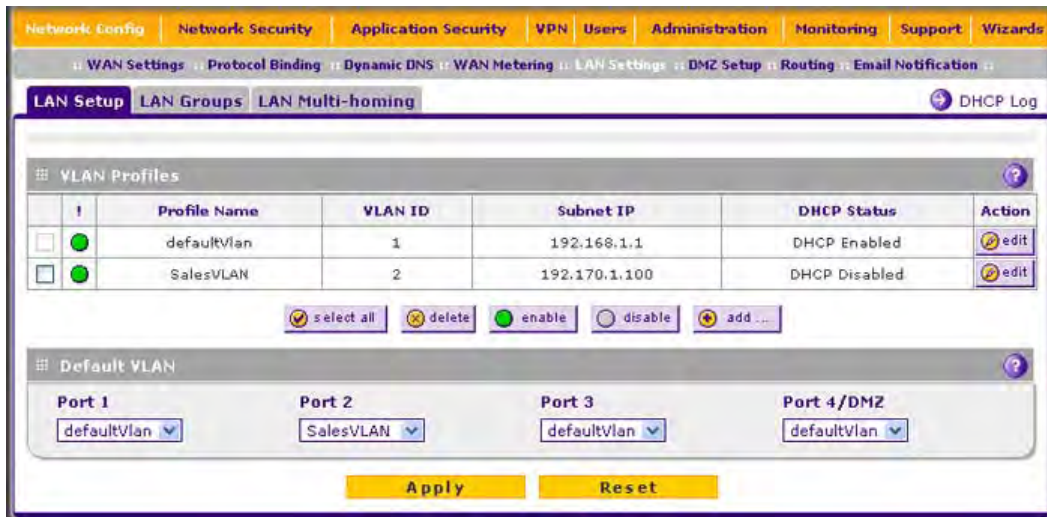 Network Config Network Security Application Security VPN Users Administration Monitoring Support Wizards
:: WAN Settings :: Protocol Binding :: Dynamic DNS :: WAN Metering :: LAN Settings :: DMZ Setup :: Routing :: Email Notification ::
LAN Setup LAN Groups LAN Multi-homing DHCP Log
VLAN Profiles ?
! Profile Name VLAN ID Subnet IP DHCP Status Action
defaultVlan 1 192.168.1.1 DHCP Enabled edit
SalesVLAN 2 192.170.1.100 DHCP Disabled edit
select all delete enable disable add ...
Default VLAN ?
Port 1 Port 2 Port 3 Port 4/DMZ
defaultVlan SalesVLAN defaultVlan defaultVlan
Apply Reset